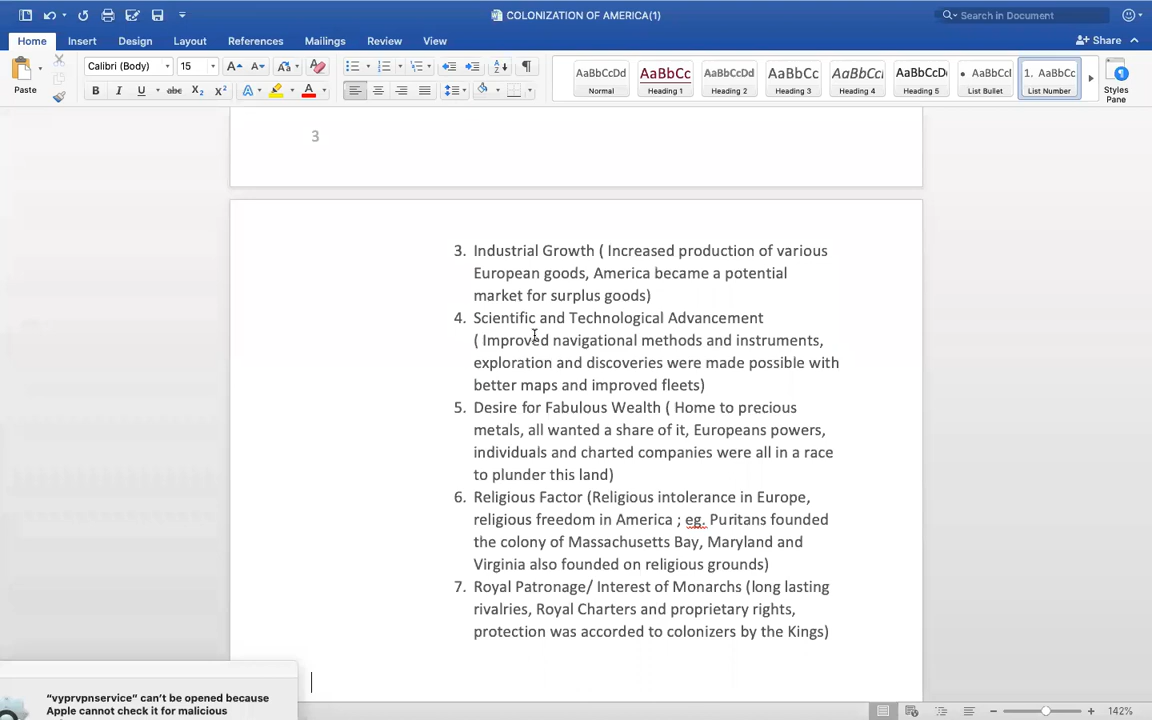 COLONIZATION OF AMERICA(1)
Search in Document
Home Insert Design Layout References Mailings Review View
Share
Paste
Calibri (Body) 15
B I U abc X2 X2
AaBbCcDd AaBbCc AaBbCcDd AaBbCc AaBbCcI AaBbCcD AaBbCcI 1. AaBbCc
Normal Heading 1 Heading 2 Heading 3 Heading 4 Heading 5 List Bullet List Number
Styles
Pane
3
3. Industrial Growth ( Increased production of various
European goods, America became a potential
market for surplus goods)
4. Scientific and Technological Advancement
( Improved navigational methods and instruments,
exploration and discoveries were made possible with
better maps and improved fleets)
5. Desire for Fabulous Wealth ( Home to precious
metals, all wanted a share of it, Europeans powers,
individuals and charted companies were all in a race
to plunder this land)
6. Religious Factor (Religious intolerance in Europe,
religious freedom in America ; eg. Puritans founded
the colony of Massachusetts Bay, Maryland and
Virginia also founded on religious grounds)
7. Royal Patronage/ Interest of Monarchs (long lasting
rivalries, Royal Charters and proprietary rights,
protection was accorded to colonizers by the Kings)
“vyprvpnservice” can’t be opened because
Apple cannot check it for malicious
142%